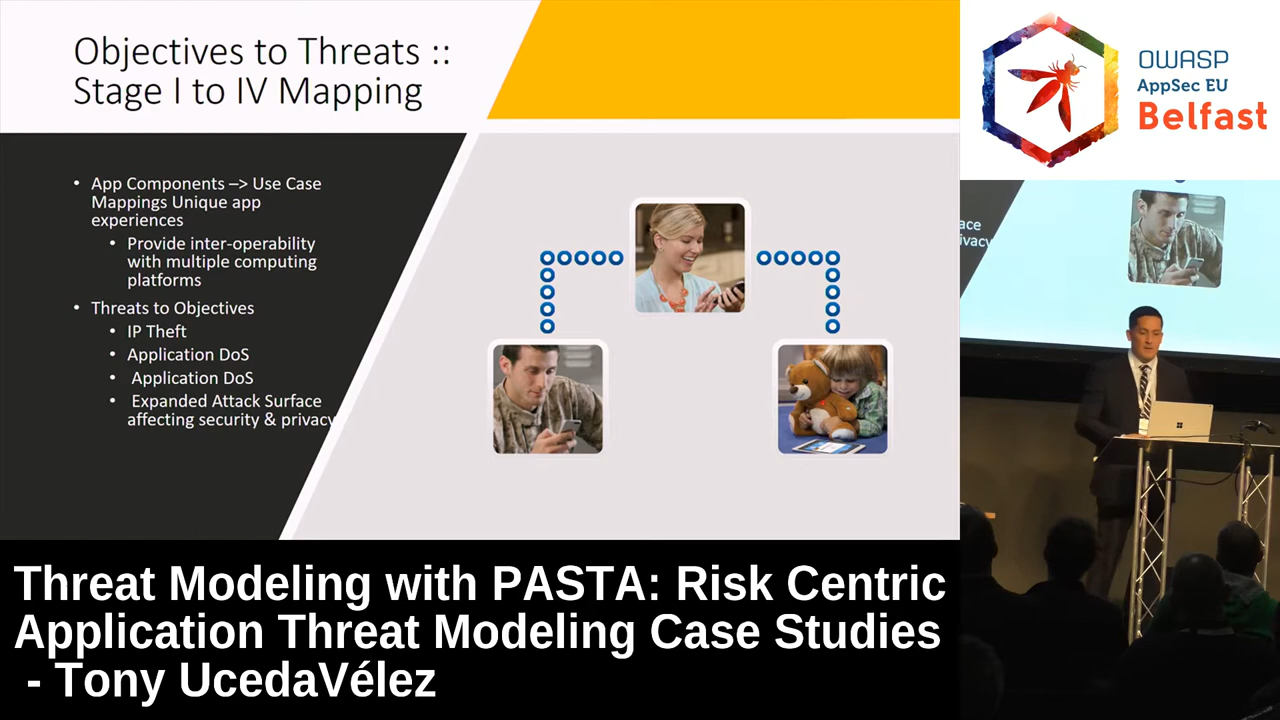 Objectives to Threats ::
Stage I to IV Mapping
• App Components –> Use Case
Mappings Unique app
experiences
• Provide inter-operability
with multiple computing
platforms
• Threats to Objectives
• IP Theft
• Application DoS
• Application DoS
• Expanded Attack Surface
affecting security & privacy
OWASP
AppSec EU
Belfast
ace
ivacy
Threat Modeling with PASTA: Risk Centric
Application Threat Modeling Case Studies
- Tony UcedaVélez